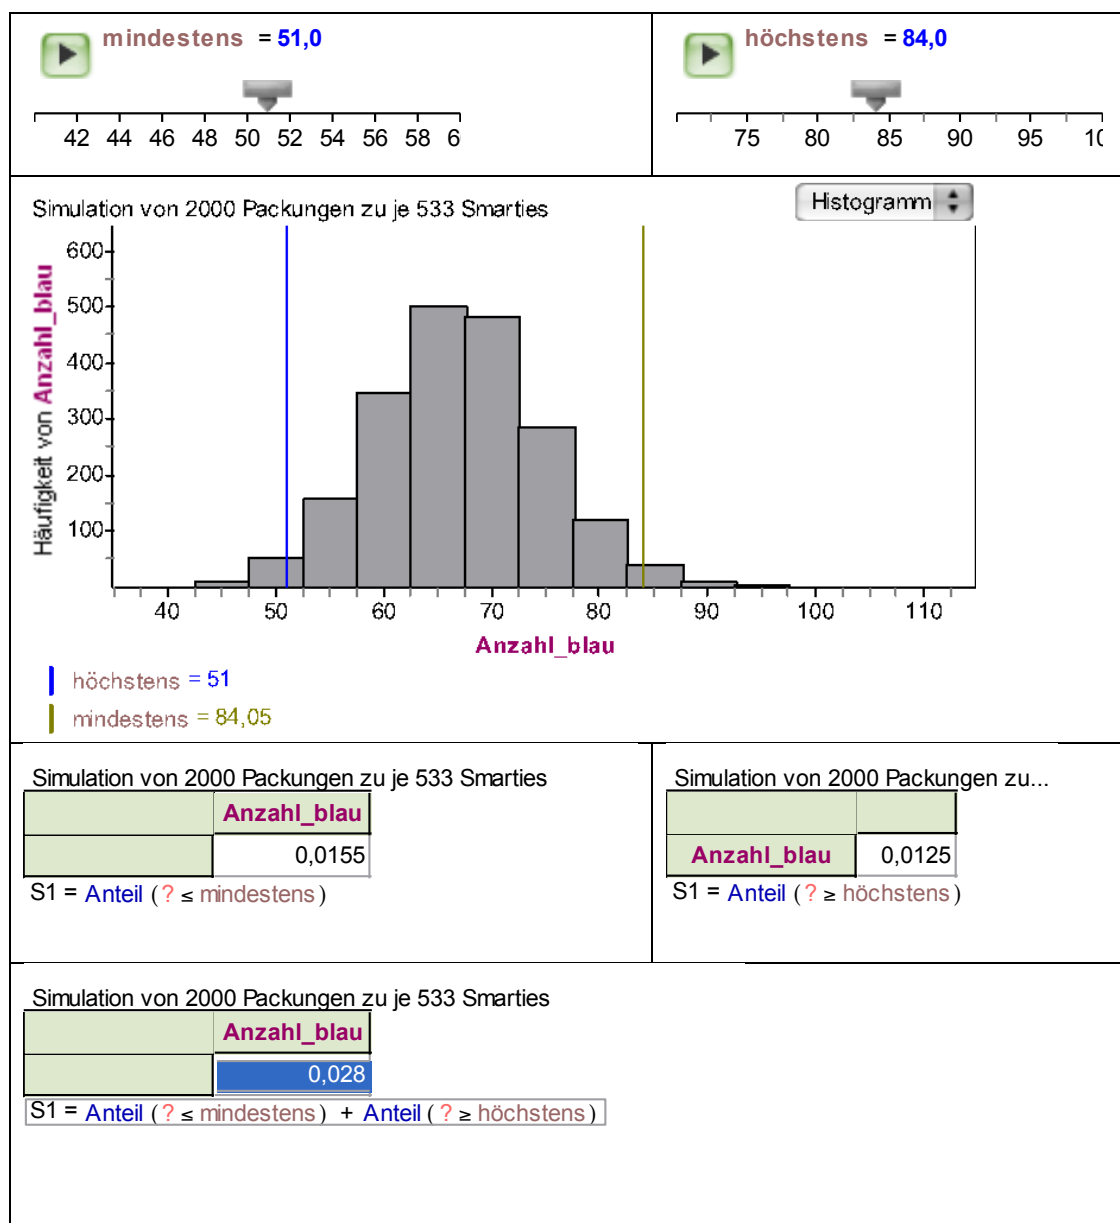 mindestens = 51,0
42 44 46 48 50 52 54 56 58 6
höchstens = 84,0
75 80 85 90 95 10
Simulation von 2000 Packungen zu je 533 Smarties
Histogramm
Häufigkeit von Anzahl_blau
600
500
400
300
200
100
40 50 60 70 80 90 100 110
Anzahl_blau
höchstens = 51
mindestens = 84,05
Simulation von 2000 Packungen zu je 533 Smarties
Anzahl_blau
0,0155
S1 = Anteil (? ≤ mindestens)
Simulation von 2000 Packungen zu...
Anzahl_blau 0,0125
S1 = Anteil (? ≥ höchstens)
Simulation von 2000 Packungen zu je 533 Smarties
Anzahl_blau
0,028
S1 = Anteil (? ≤ mindestens) + Anteil (? ≥ höchstens)